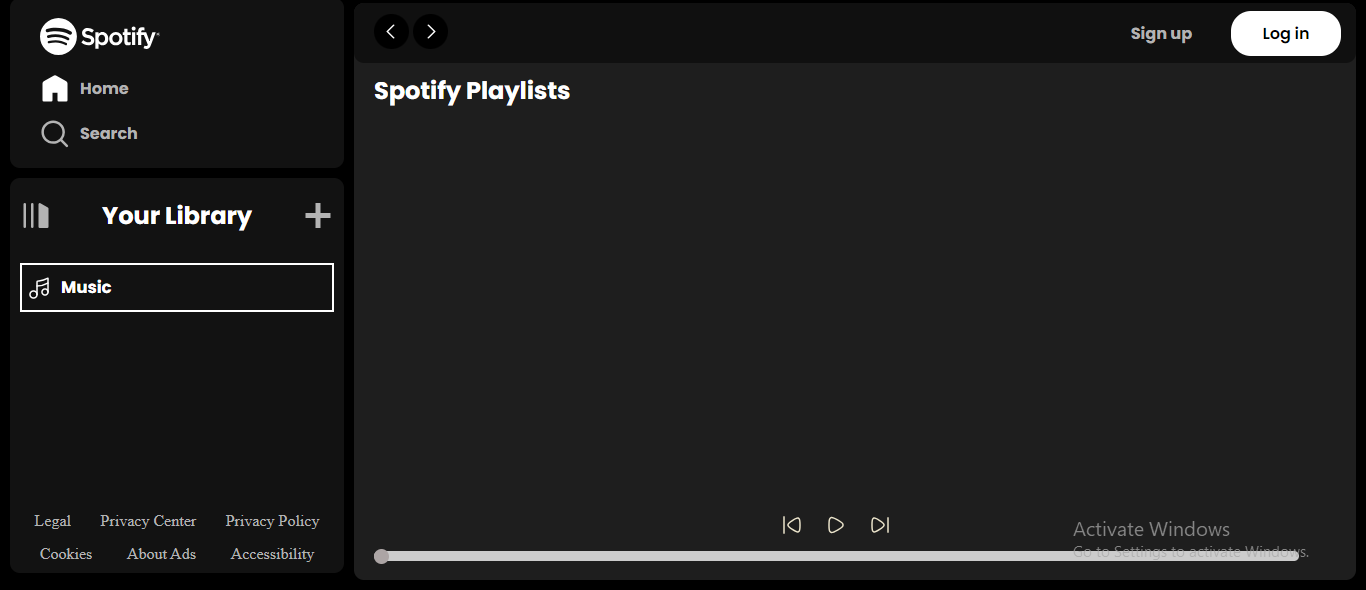 Spotify
Home
Search
Your Library
Music
Legal Privacy Center Privacy Policy
Cookies About Ads Accessibility
Sign up Log in
Spotify Playlists
Activate Windows
Go to Settings to activate Windows.